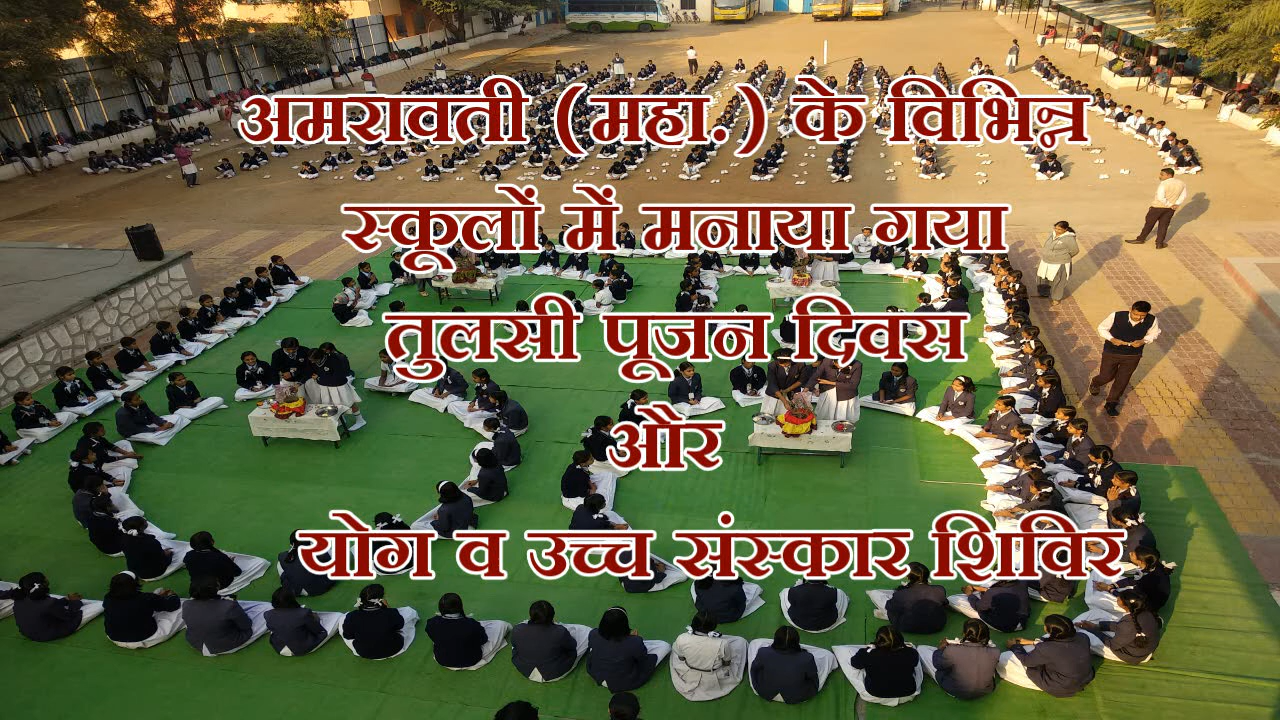 अमरावती (महा.) के विभिन्न
स्कूलों में मनाया गया
तुलसी पूजन दिवस
और
योग व उच्च संस्कार शिविर